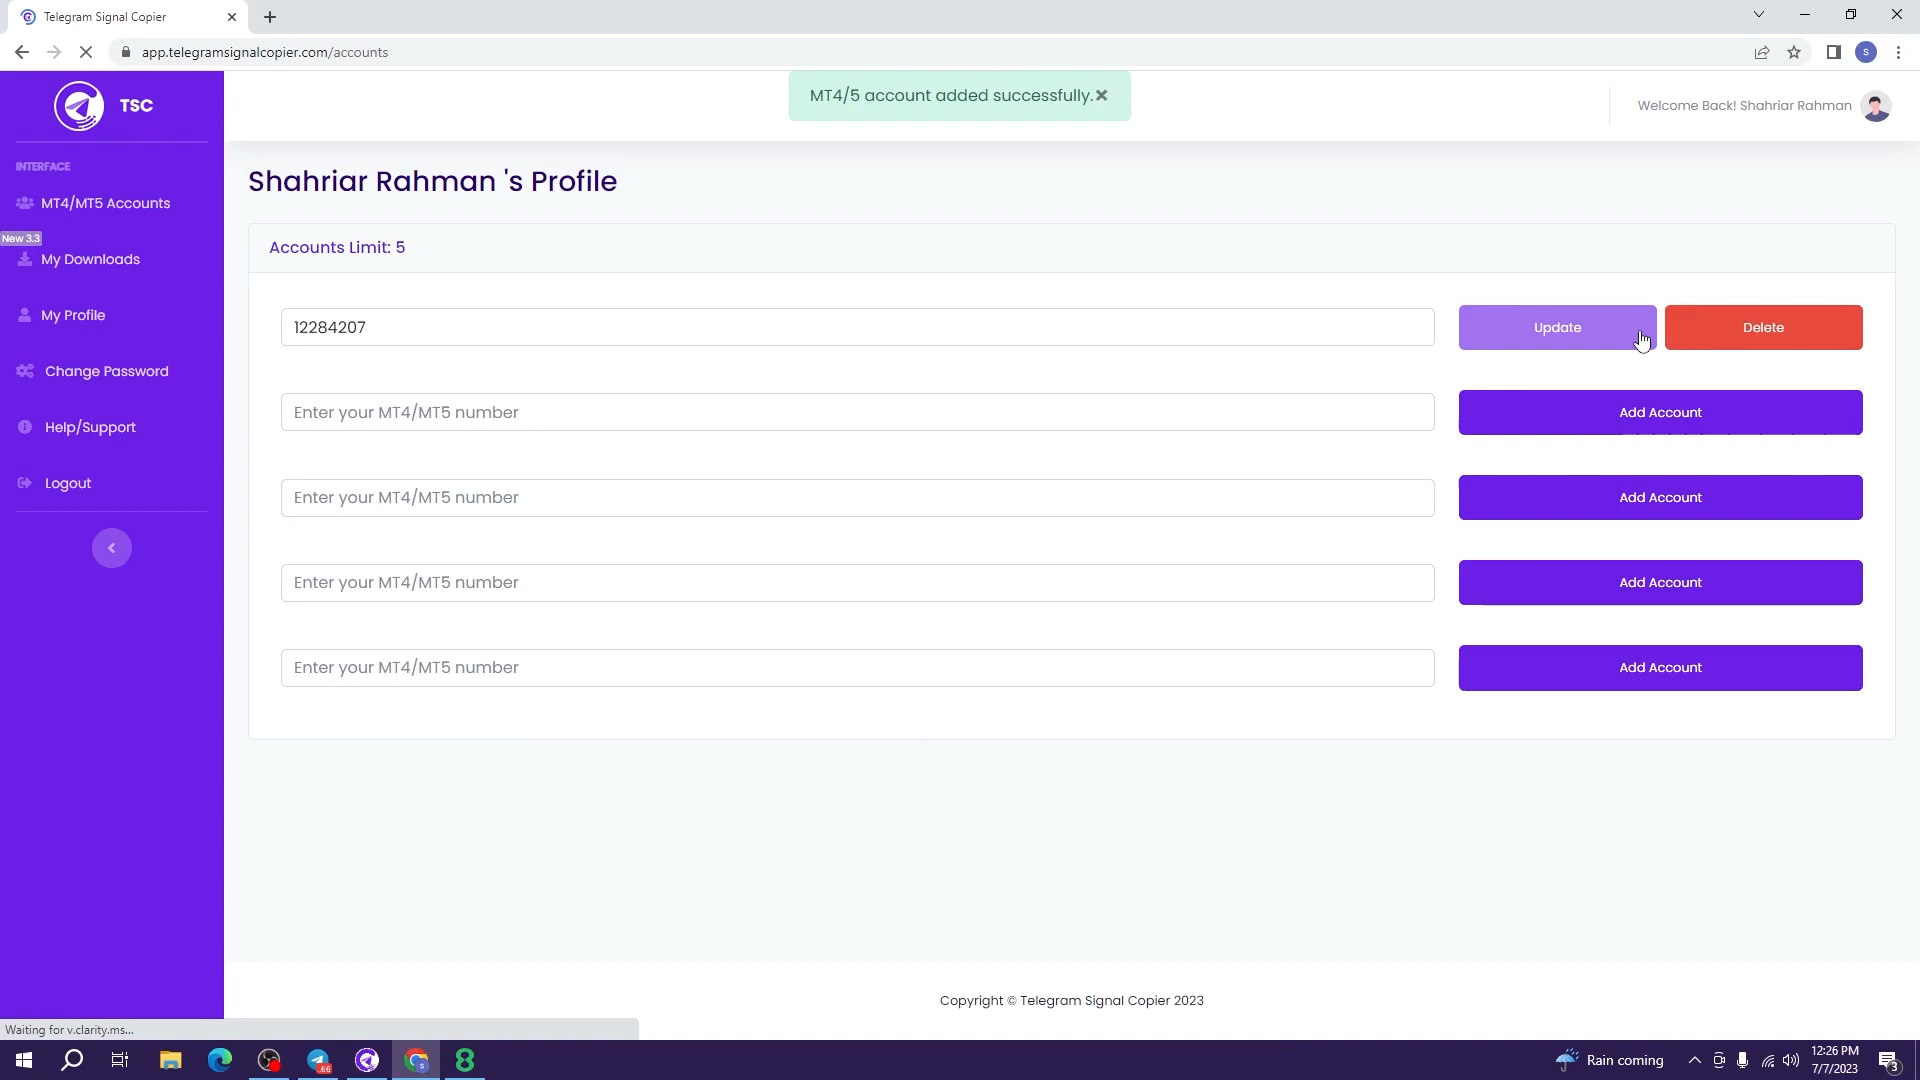 Telegram Signal Copier
app.telegramsignalcopier.com/accounts
S
TSC
MT4/5 account added successfully.
Welcome Back! Shahriar Rahman
INTERFACE
MT4/MT5 Accounts
New 3.3
My Downloads
My Profile
Change Password
Help/Support
Logout
Shahriar Rahman 's Profile
Accounts Limit: 5
12284207
Update
Delete
Enter your MT4/MT5 number
Add Account
Enter your MT4/MT5 number
Add Account
Enter your MT4/MT5 number
Add Account
Enter your MT4/MT5 number
Add Account
Copyright © Telegram Signal Copier 2023
Waiting for v.clarity.ms...
.66
Rain coming
12:26 PM
7/7/2023
3